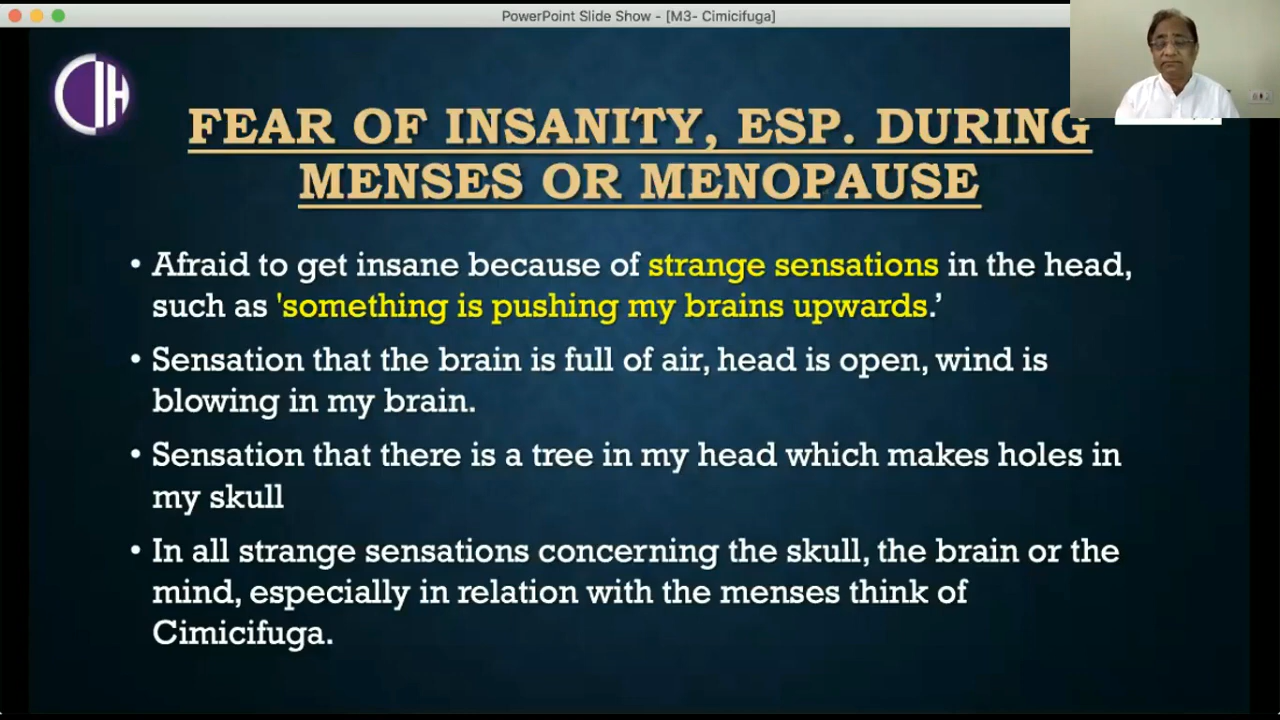 PowerPoint Slide Show - [M3- Cimicifuga]
CIH
FEAR OF INSANITY, ESP. DURING
MENSES OR MENOPAUSE
• Afraid to get insane because of strange sensations in the head,
such as 'something is pushing my brains upwards.’
• Sensation that the brain is full of air, head is open, wind is
blowing in my brain.
• Sensation that there is a tree in my head which makes holes in
my skull
• In all strange sensations concerning the skull, the brain or the
mind, especially in relation with the menses think of
Cimicifuga.